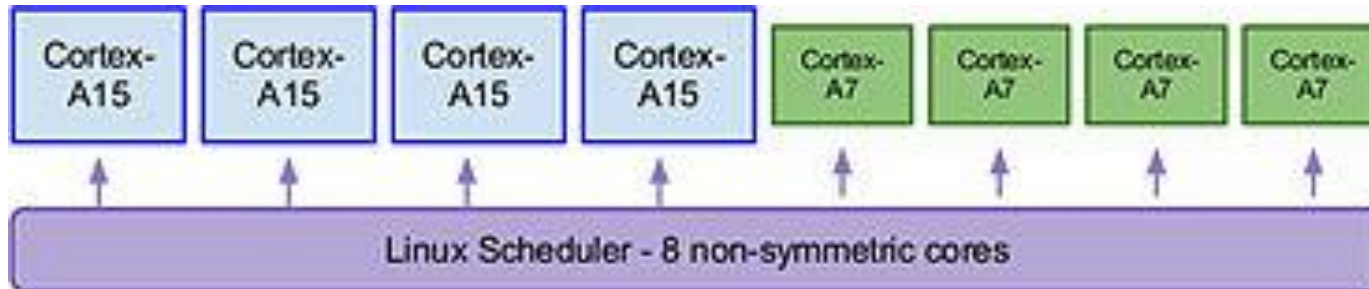 Cortex-
A15
Cortex-
A15
Cortex-
A15
Cortex-
A15
Cortex-
A7
Cortex-
A7
Cortex-
A7
Cortex-
A7
Linux Scheduler - 8 non-symmetric cores